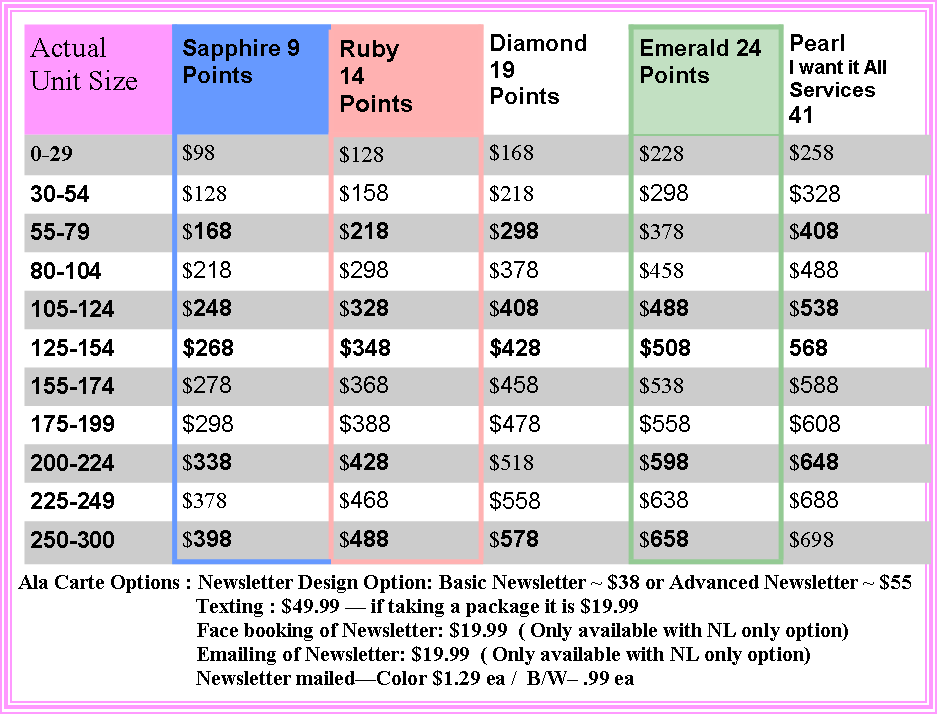 Actual Unit Size Sapphire 9 Points Ruby 14 Points Diamond 19 Points Emerald 24 Points Pearl I want it All Services 41
0-29 $98 $128 $168 $228 $258
30-54 $128 $158 $218 $298 $328
55-79 $168 $218 $298 $378 $408
80-104 $218 $298 $378 $458 $488
105-124 $248 $328 $408 $488 $538
125-154 $268 $348 $428 $508 568
155-174 $278 $368 $458 $538 $588
175-199 $298 $388 $478 $558 $608
200-224 $338 $428 $518 $598 $648
225-249 $378 $468 $558 $638 $688
250-300 $398 $488 $578 $658 $698
Ala Carte Options : Newsletter Design Option: Basic Newsletter ~ $38 or Advanced Newsletter ~ $55
Texting : $49.99 — if taking a package it is $19.99
Face booking of Newsletter: $19.99 ( Only available with NL only option)
Emailing of Newsletter: $19.99 ( Only available with NL only option)
Newsletter mailed—Color $1.29 ea / B/W– .99 ea